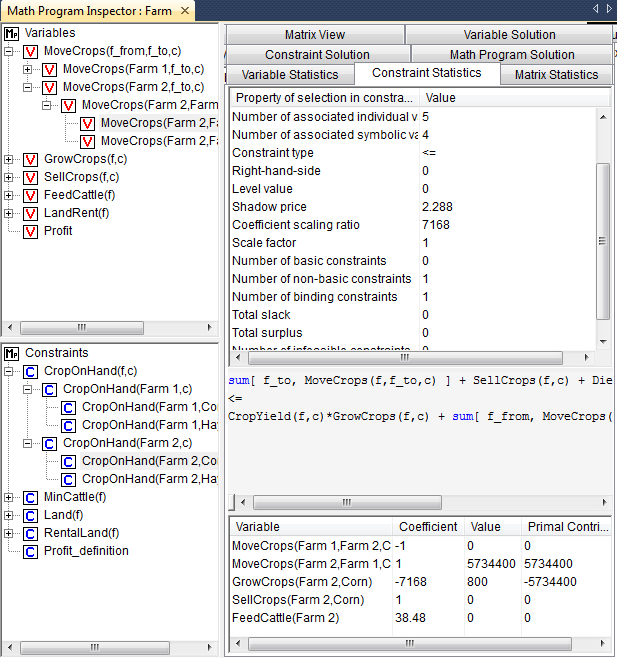 Math Program Inspector : Farm
Variables
MoveCrops(f_from,f_to,c)
MoveCrops(Farm 1,f_to,c)
MoveCrops(Farm 2,f_to,c)
MoveCrops(Farm 2,Farm
MoveCrops(Farm 2,Fa
MoveCrops(Farm 2,Fa
GrowCrops(f,c)
SellCrops(f,c)
FeedCattle(f)
LandRent(f)
Profit
Constraints
CropOnHand(f,c)
CropOnHand(Farm 1,c)
CropOnHand(Farm 1,Co
CropOnHand(Farm 1,Hay
CropOnHand(Farm 2,c)
CropOnHand(Farm 2,Co
CropOnHand(Farm 2,Hay
MinCattle(f)
Land(f)
RentalLand(f)
Profit_definition
Matrix View Variable Solution
Constraint Solution Math Program Solution
Variable Statistics Constraint Statistics Matrix Statistics
Property of selection in constra... Value
Number of associated individual v 5
Number of associated symbolic va 4
Constraint type <=
Right-hand-side 0
Level value 0
Shadow price 2.288
Coefficient scaling ratio 7168
Scale factor 1
Number of basic constraints 0
Number of non-basic constraints 1
Number of binding constraints 1
Total slack 0
Total surplus 0
Number of infeasible constraints 0
sum[ f_to, MoveCrops(f,f_to,c) ] + SellCrops(f,c) + Die
<=
CropYield(f,c)*GrowCrops(f,c) + sum[ f_from, MoveCrops(
Variable Coefficient Value Primal Contri...
MoveCrops(Farm 1,Farm 2,C -1 0 0
MoveCrops(Farm 2,Farm 1,C 1 5734400 5734400
GrowCrops(Farm 2,Corn) -7168 800 -5734400
SellCrops(Farm 2,Corn) 1 0 0
FeedCattle(Farm 2) 38.48 0 0